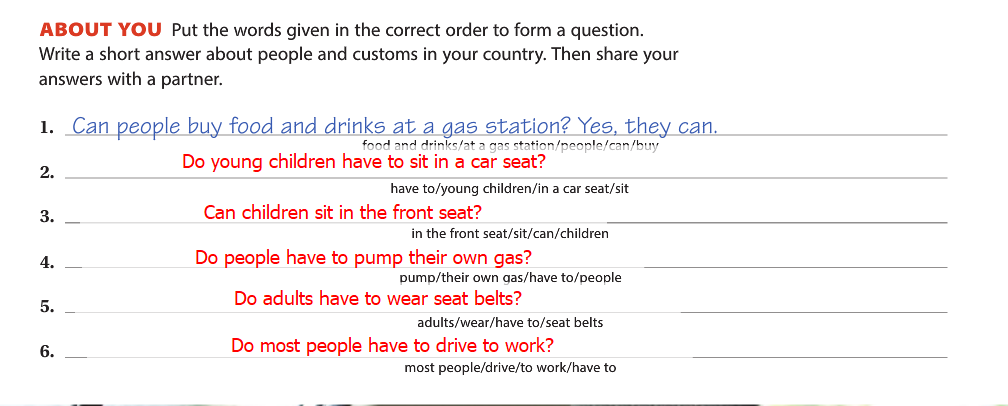 ABOUT YOU Put the words given in the correct order to form a question.
Write a short answer about people and customs in your country. Then share your
answers with a partner.
1. Can people buy food and drinks at a gas station? Yes, they can.
food and drinks/at a gas station/people/can/buy
2. Do young children have to sit in a car seat?
have to/young children/in a car seat/sit
3. Can children sit in the front seat?
in the front seat/sit/can/children
4. Do people have to pump their own gas?
pump/their own gas/have to/people
5. Do adults have to wear seat belts?
adults/wear/have to/seat belts
6. Do most people have to drive to work?
most people/drive/to work/have to